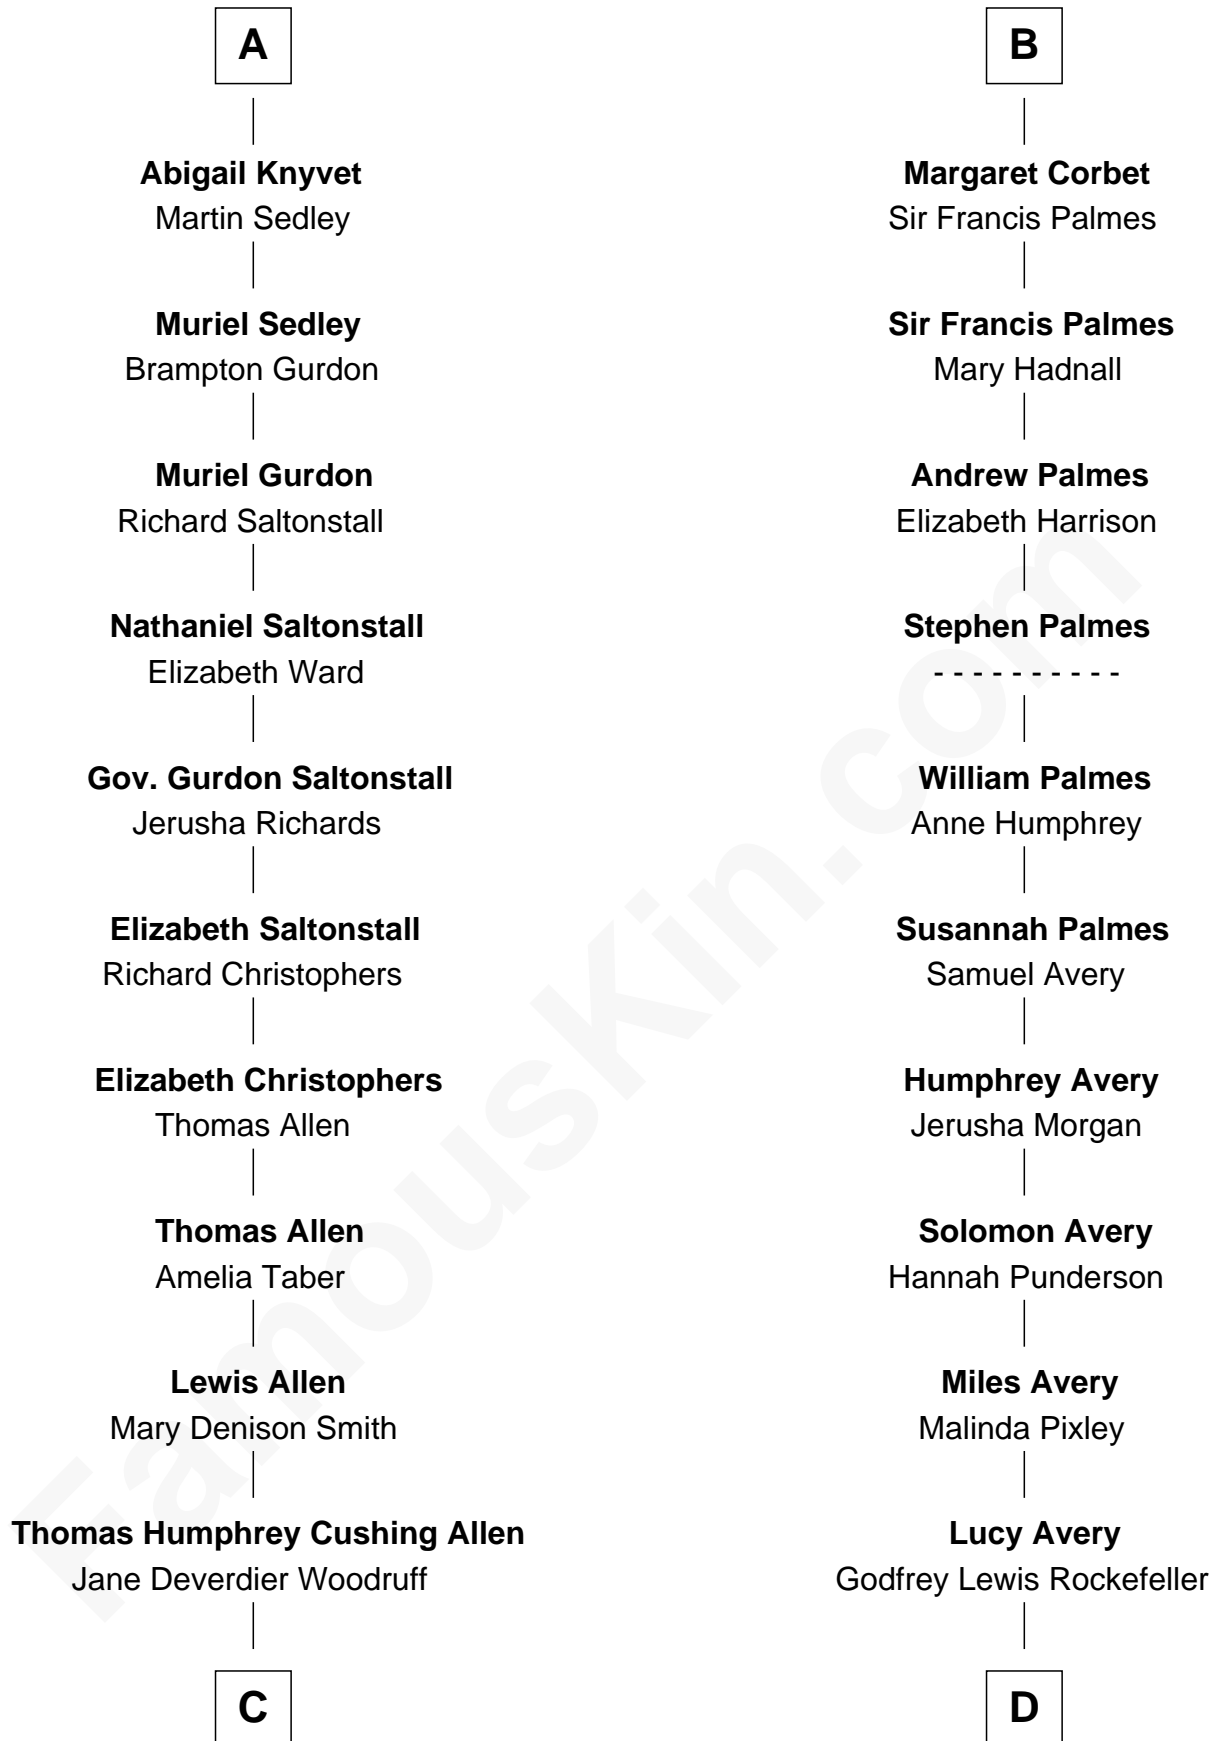 A
Abigail Knyvet
Martin Sedley
Muriel Sedley
Brampton Gurdon
Muriel Gurdon
Richard Saltonstall
Nathaniel Saltonstall
Elizabeth Ward
Gov. Gurdon Saltonstall
Jerusha Richards
Elizabeth Saltonstall
Richard Christophers
Elizabeth Christophers
Thomas Allen
Thomas Allen
Amelia Taber
Lewis Allen
Mary Denison Smith
Thomas Humphrey Cushing Allen
Jane Deverdier Woodruff
C
B
Margaret Corbet
Sir Francis Palmes
Sir Francis Palmes
Mary Hadnall
Andrew Palmes
Elizabeth Harrison
Stephen Palmes
- - - - - - - - - -
William Palmes
Anne Humphrey
Susannah Palmes
Samuel Avery
Humphrey Avery
Jerusha Morgan
Solomon Avery
Hannah Punderson
Miles Avery
Malinda Pixley
Lucy Avery
Godfrey Lewis Rockefeller
D
FamousKin.com